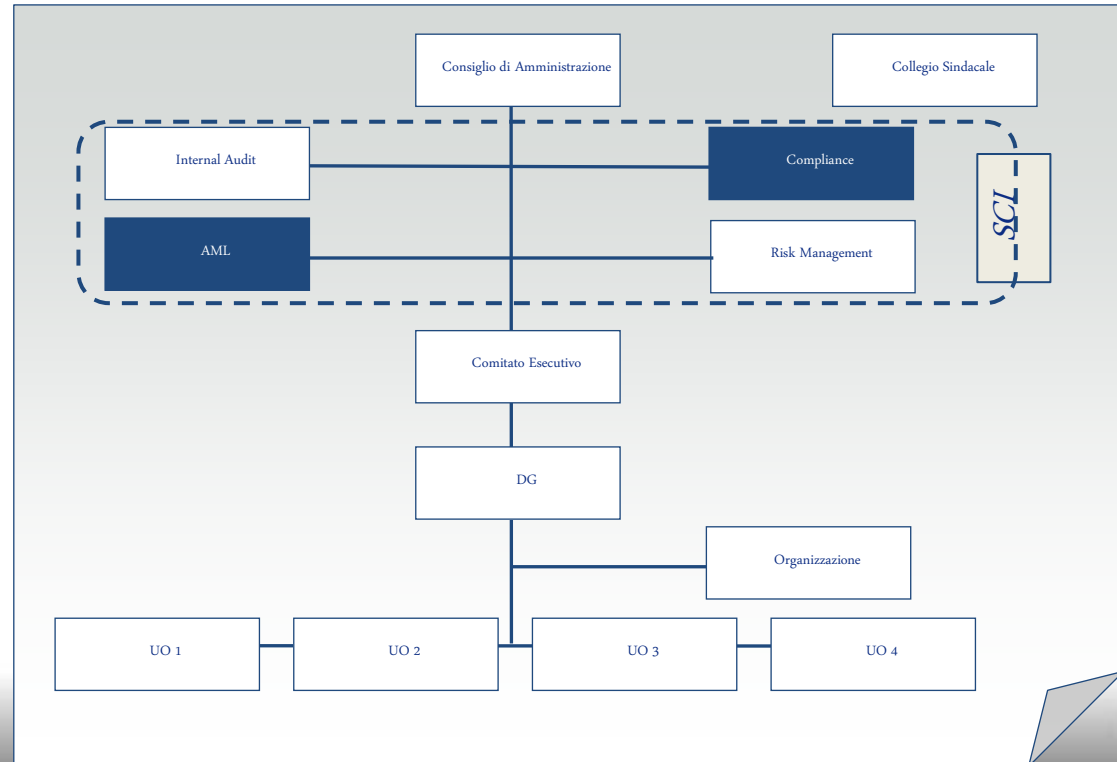 Consiglio di Amministrazione
Collegio Sindacale
Internal Audit
Compliance
SCI
AML
Risk Management
Comitato Esecutivo
DG
Organizzazione
UO 1
UO 2
UO 3
UO 4